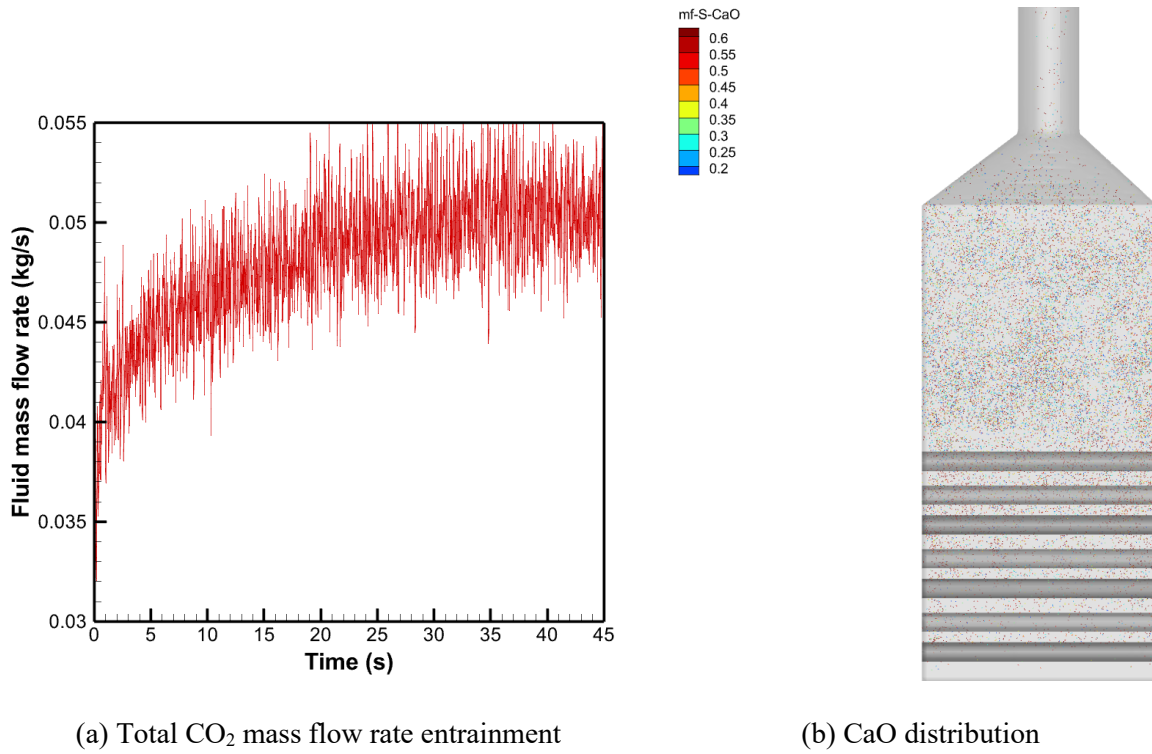 mf-S-CaO
0.6
0.55
0.5
0.45
0.4
0.35
0.3
0.25
0.2
0.055
0.05
0.045
0.04
0.035
0.03
Fluid mass flow rate (kg/s)
0 5 10 15 20 25 30 35 40 45
Time (s)
(a) Total CO₂ mass flow rate entrainment
(b) CaO distribution